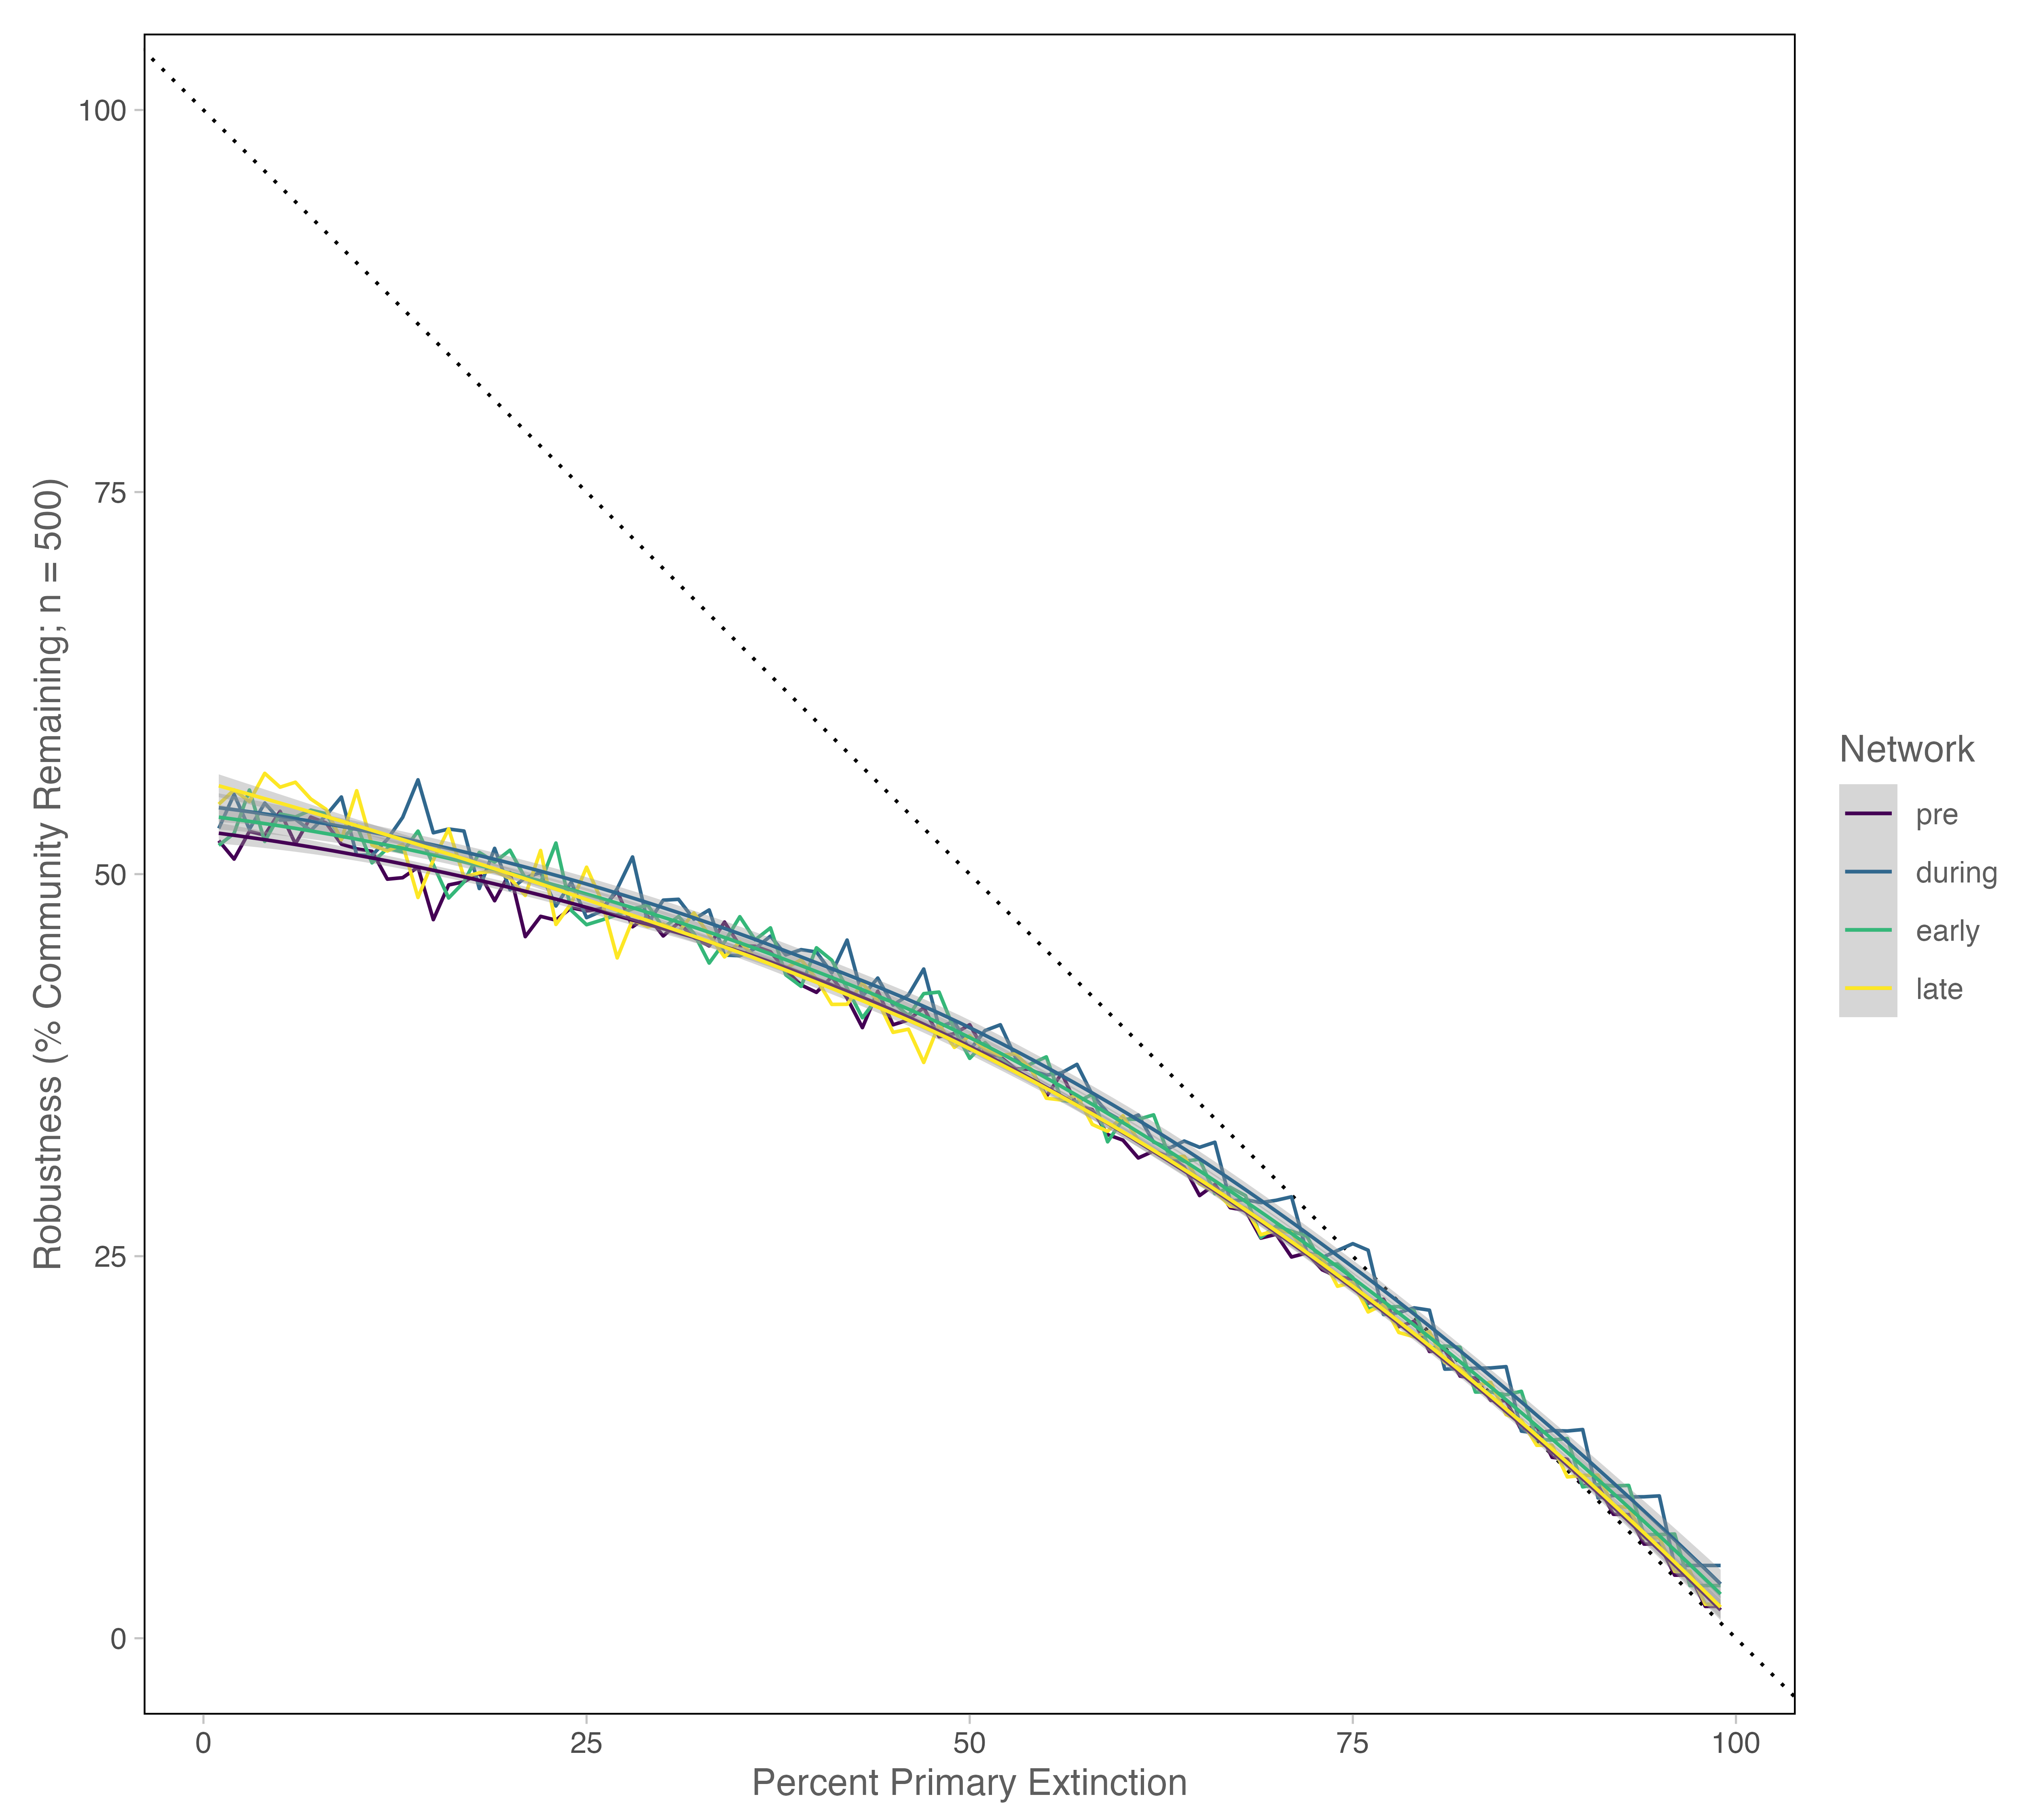 Robustness (% Community Remaining; n = 500)
100
75
50
25
0
0 25 50 75 100
Percent Primary Extinction
Network
pre
during
early
late